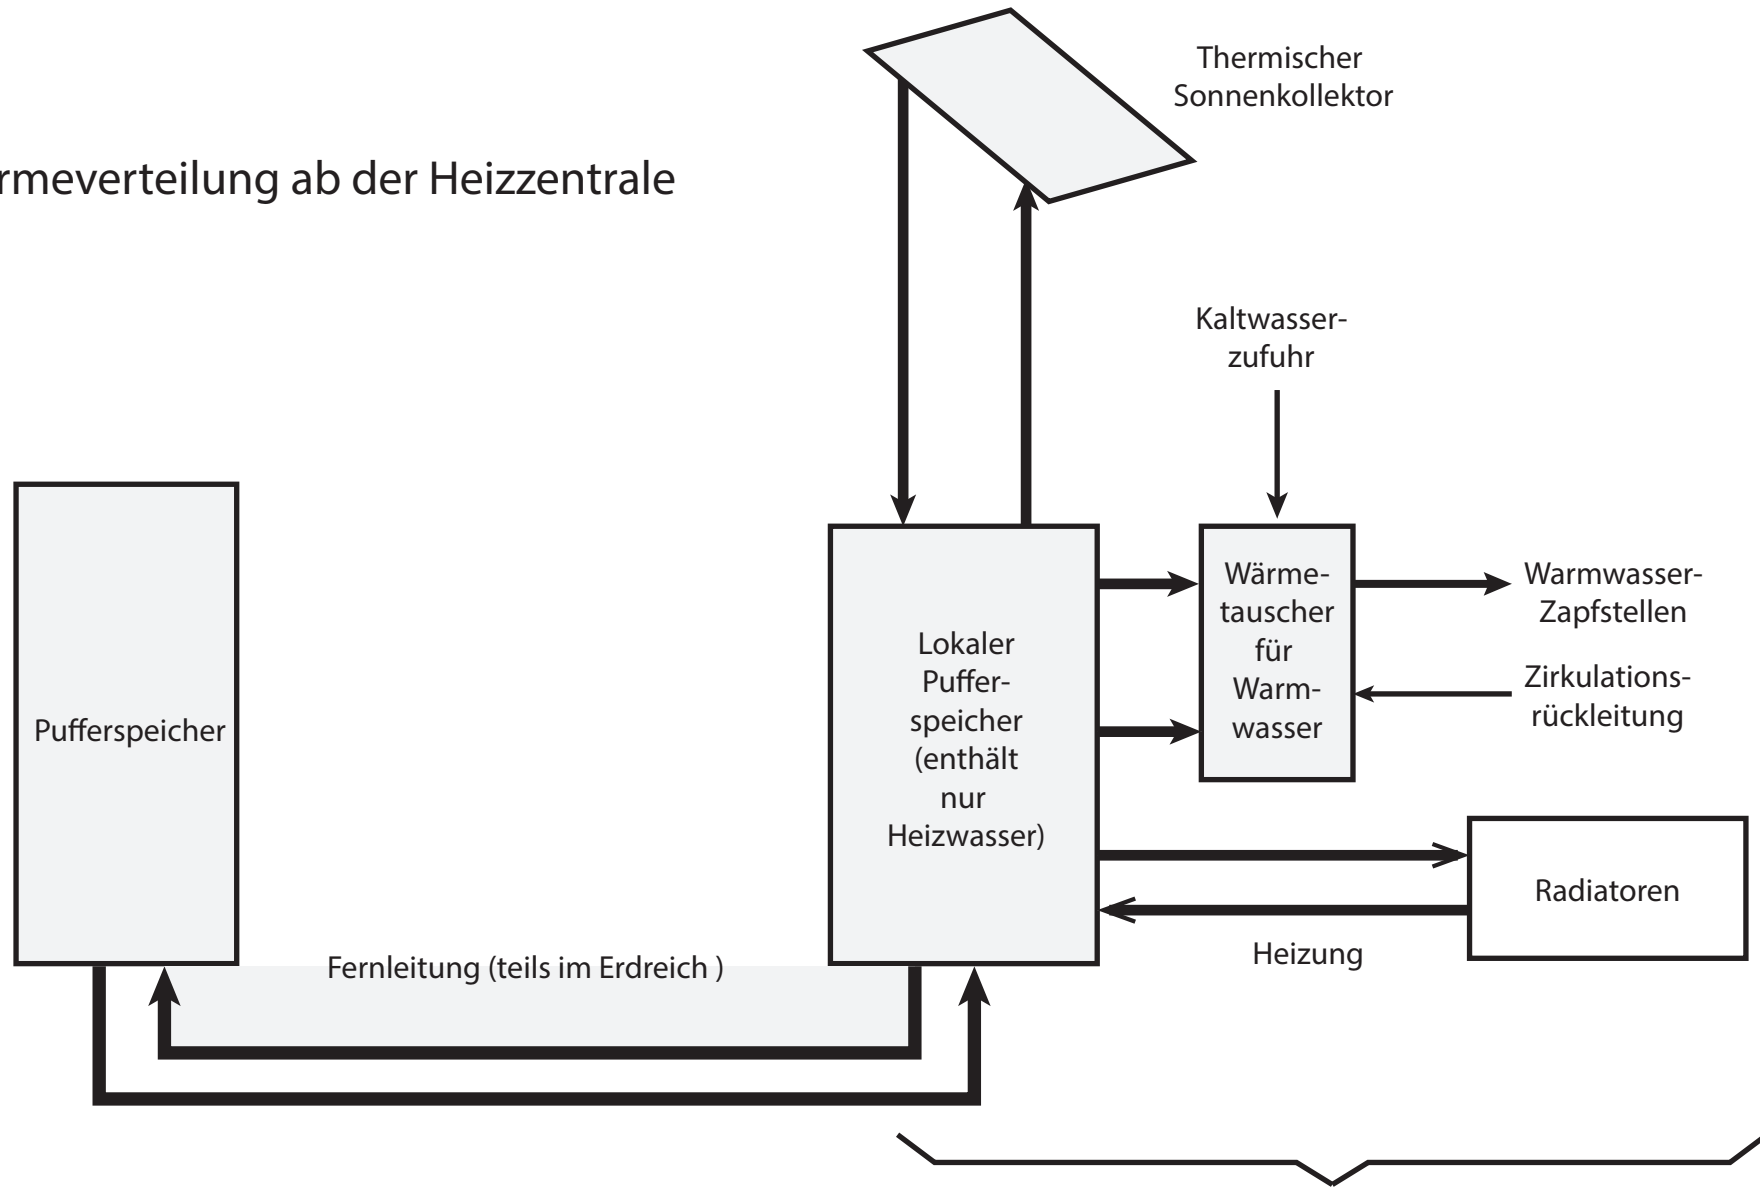 Thermischer
Sonnenkollektor
rmeverteilung ab der Heizzentrale
Kaltwasser-
zufuhr
Wärme-
tauscher
für
Warm-
wasser
Warmwasser-
Zapfstellen
Zirkulations-
rückleitung
Lokaler
Puffer-
speicher
(enthält
nur
Heizwasser)
Pufferspeicher
Radiatoren
Heizung
Fernleitung (teils im Erdreich )